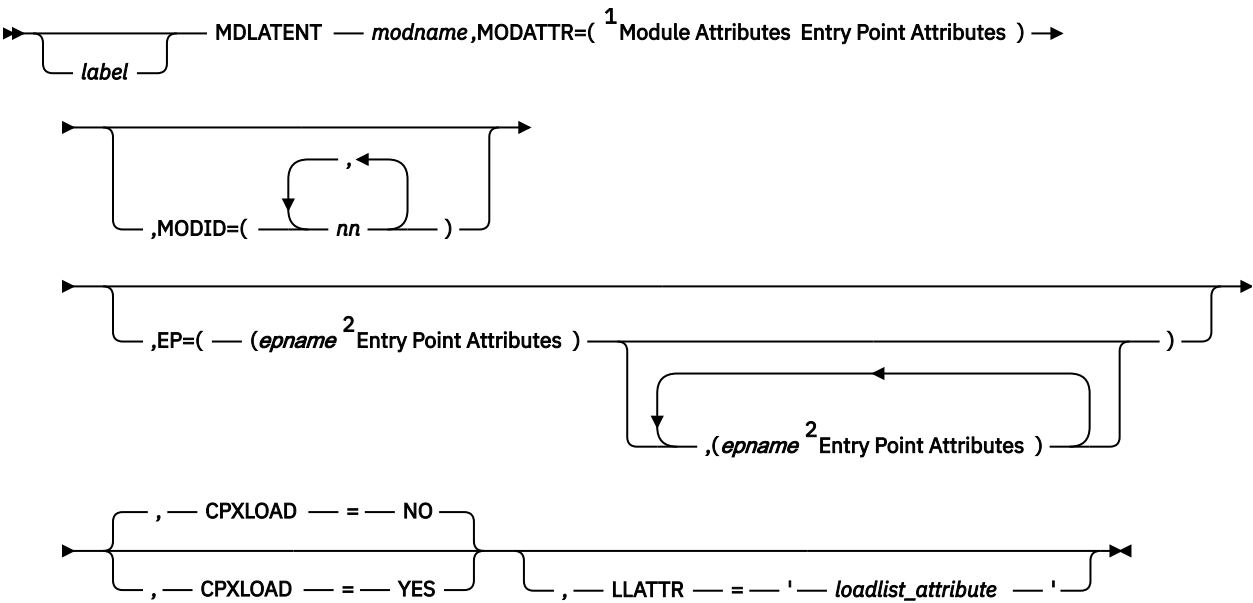 MDLATENT modname ,MODATTR=( 1 Module Attributes Entry Point Attributes )
label
,
,MODID=( nn )
,EP=( (epname 2 Entry Point Attributes ) )
,(epname 2 Entry Point Attributes )
, CPXLOAD = NO
, CPXLOAD = YES , LLATTR = ' loadlist_attribute '